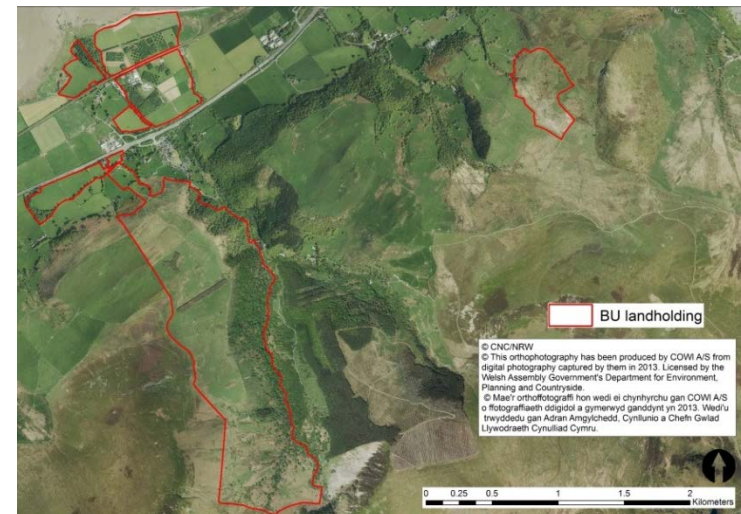 BU landholding
© CNC/NRW
© This orthophotography has been produced by COWI A/S from
digital photography captured by them in 2013. Licensed by the
Welsh Assembly Government's Department for Environment,
Planning and Countryside.
© Mae'r orthoffotograffi hon wedi ei chynhyrchu gan COWI A/S
o ffotograffiaeth ddigidol a gymerwyd ganddynt yn 2013. Wedi'u
trwyddedu gan Adran Amgylchedd, Cynllunio a Chefn Gwlad
Llywodraeth Cynulliad Cymru.
0 0.25 0.5 1 1.5 2
Kilometers